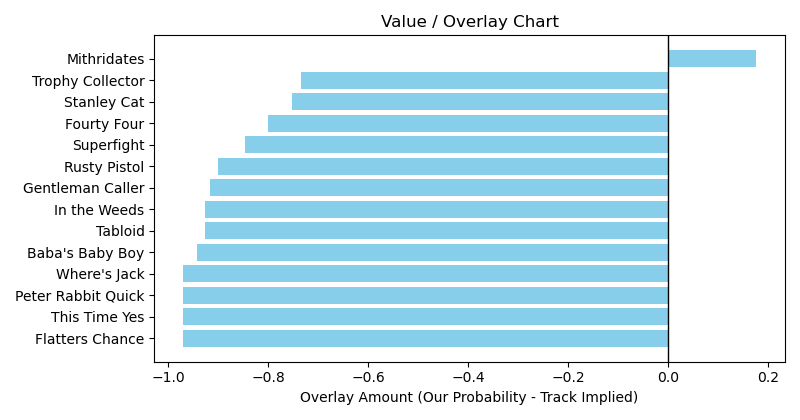 Value / Overlay Chart
Mithridates
Trophy Collector
Stanley Cat
Fourty Four
Superfight
Rusty Pistol
Gentleman Caller
In the Weeds
Tabloid
Baba's Baby Boy
Where's Jack
Peter Rabbit Quick
This Time Yes
Flatters Chance
−1.0 −0.8 −0.6 −0.4 −0.2 0.0 0.2
Overlay Amount (Our Probability - Track Implied)